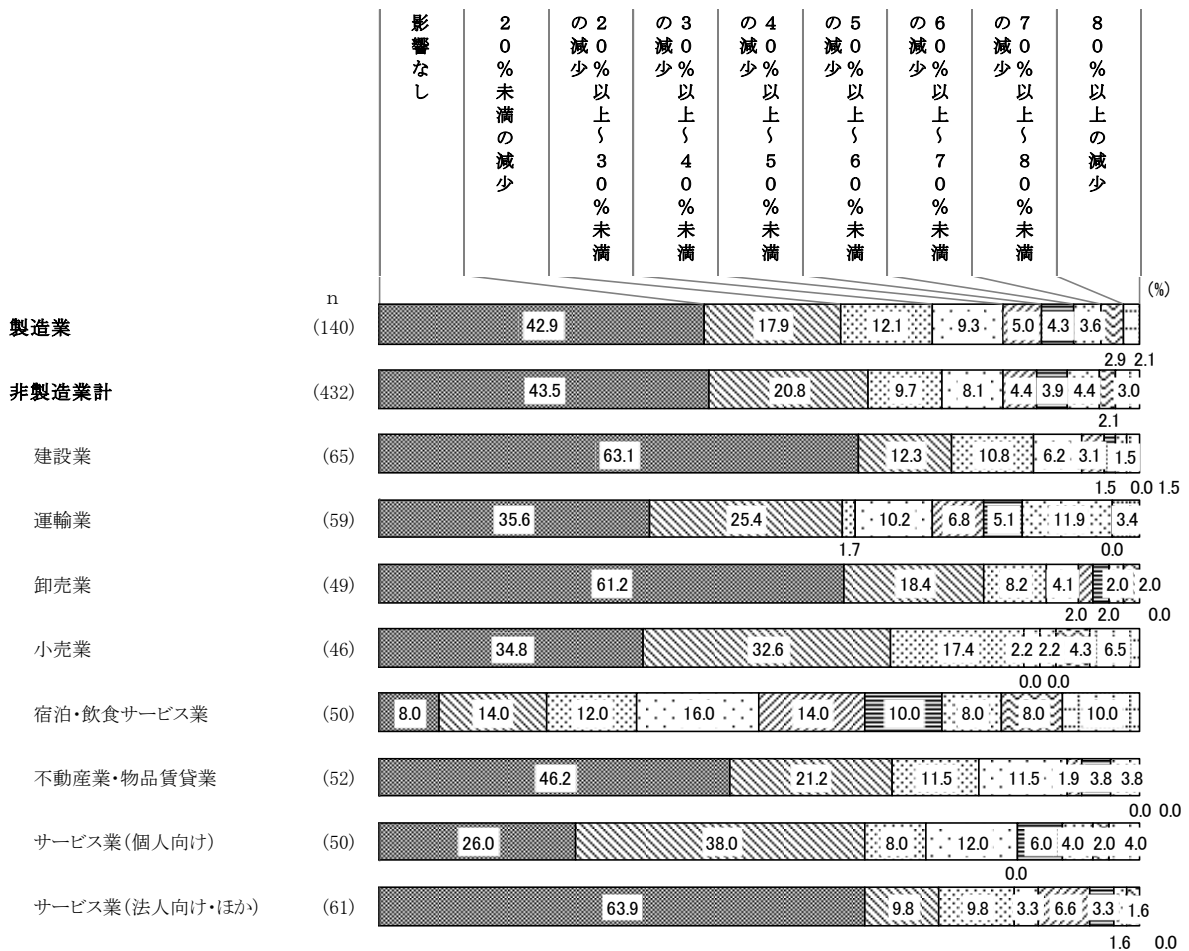 影響なし
20%未満の減少
20%以上~30%未満の減少
30%以上~40%未満の減少
40%以上~50%未満の減少
50%以上~60%未満の減少
60%以上~70%未満の減少
70%以上~80%未満の減少
80%以上の減少
n (%)
製造業 (140) 42.9 17.9 12.1 9.3 5.0 4.3 3.6
2.9 2.1
非製造業計 (432) 43.5 20.8 9.7 8.1 4.4 3.9 4.4 3.0
2.1
建設業 (65) 63.1 12.3 10.8 6.2 3.1 1.5
1.5 0.0 1.5
運輸業 (59) 35.6 25.4 10.2 6.8 5.1 11.9 3.4
1.7 0.0
卸売業 (49) 61.2 18.4 8.2 4.1 2.0 2.0
2.0 2.0 0.0
小売業 (46) 34.8 32.6 17.4 2.2 2.2 4.3 6.5
0.0 0.0
宿泊・飲食サービス業 (50) 8.0 14.0 12.0 16.0 14.0 10.0 8.0 8.0 10.0
不動産業・物品賃貸業 (52) 46.2 21.2 11.5 11.5 1.9 3.8 3.8
0.0 0.0
サービス業(個人向け) (50) 26.0 38.0 8.0 12.0 6.0 4.0 2.0 4.0
0.0
サービス業(法人向け・ほか) (61) 63.9 9.8 9.8 3.3 6.6 3.3 1.6
1.6 0.0